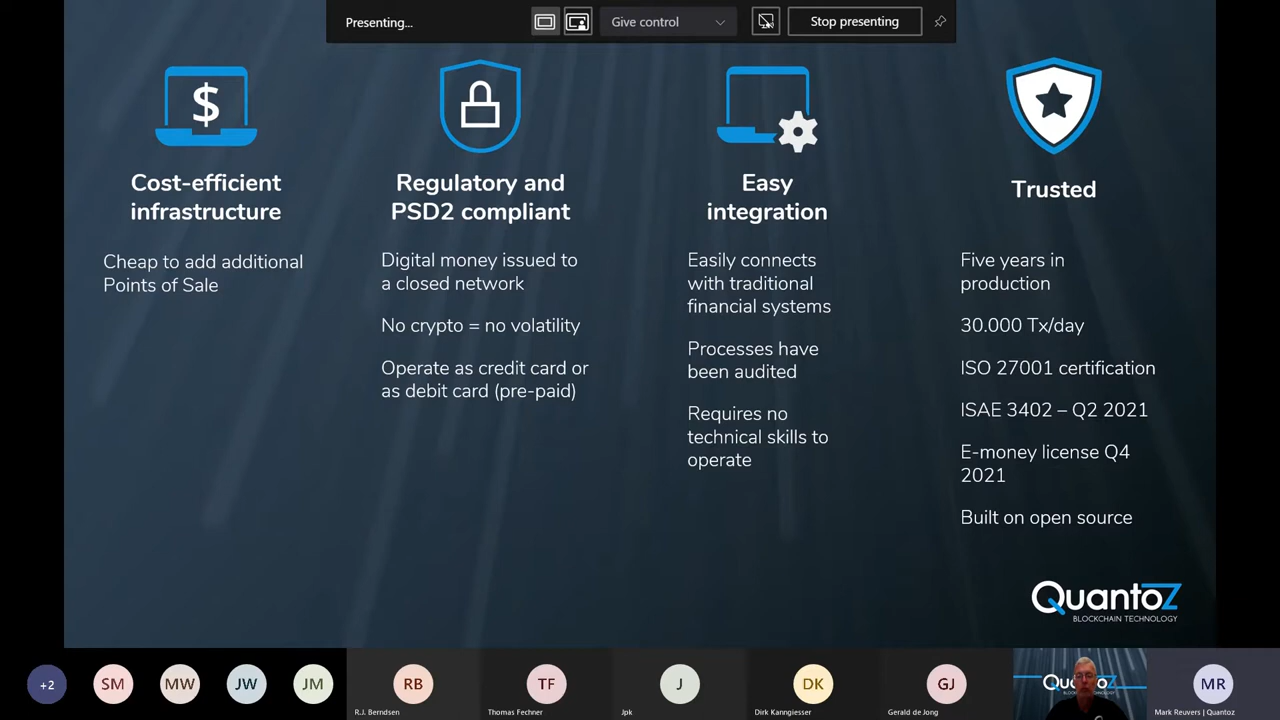 Presenting...
Give control
Stop presenting
$
Cost-efficient
infrastructure
Cheap to add additional
Points of Sale
Regulatory and
PSD2 compliant
Digital money issued to
a closed network
No crypto = no volatility
Operate as credit card or
as debit card (pre-paid)
Easy
integration
Easily connects
with traditional
financial systems
Processes have
been audited
Requires no
technical skills to
operate
Trusted
Five years in
production
30.000 Tx/day
ISO 27001 certification
ISAE 3402 – Q2 2021
E-money license Q4
2021
Built on open source
QuantoZ
BLOCKCHAIN TECHNOLOGY
+2
SM
MW
JW
JM
RB
R.J. Berndsen
TF
Thomas Fechner
J
Jpk
DK
Dirk Kanngiesser
GJ
Gerald de Jong
MR
Mark Reuvers | Quantoz